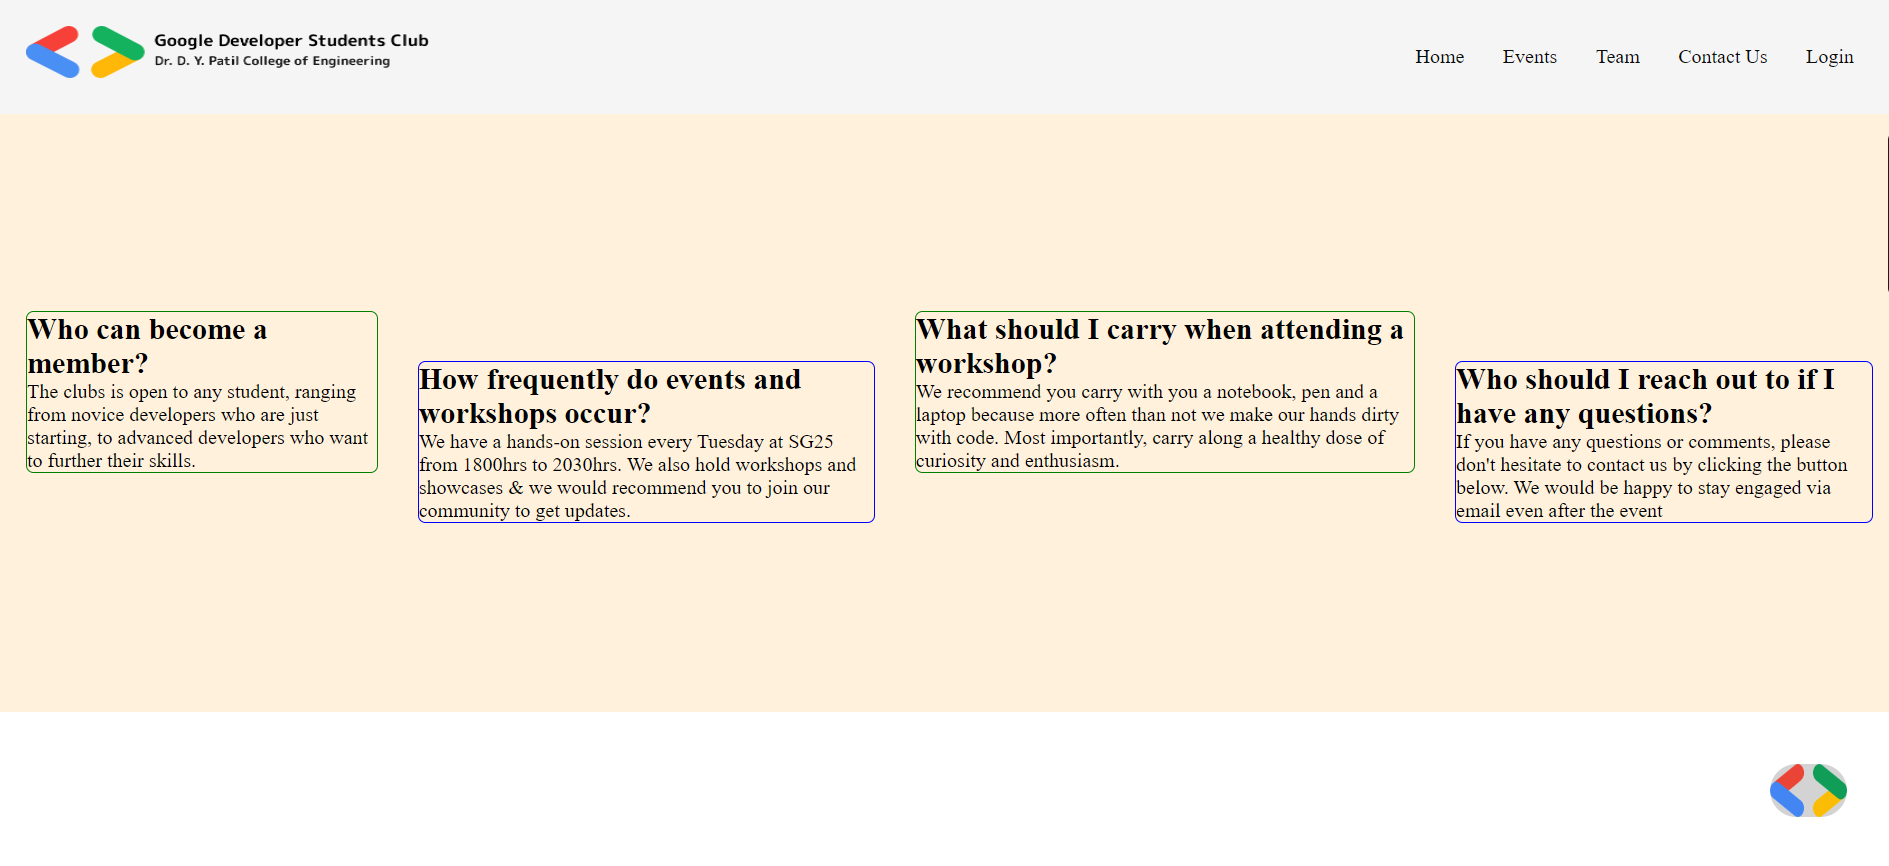 Google Developer Students Club
Dr. D. Y. Patil College of Engineering
Home
Events
Team
Contact Us
Login
Who can become a
member?
The clubs is open to any student, ranging
from novice developers who are just
starting, to advanced developers who want
to further their skills.
How frequently do events and
workshops occur?
We have a hands-on session every Tuesday at SG25
from 1800hrs to 2030hrs. We also hold workshops and
showcases & we would recommend you to join our
community to get updates.
What should I carry when attending a
workshop?
We recommend you carry with you a notebook, pen and a
laptop because more often than not we make our hands dirty
with code. Most importantly, carry along a healthy dose of
curiosity and enthusiasm.
Who should I reach out to if I
have any questions?
If you have any questions or comments, please
don't hesitate to contact us by clicking the button
below. We would be happy to stay engaged via
email even after the event